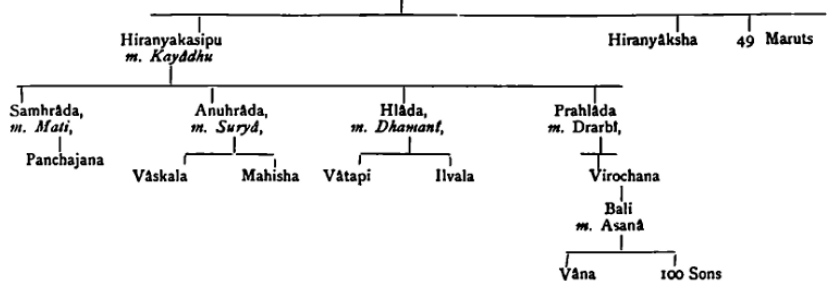 Hiranyakasipu Hiranyâksha 49 Maruts
m. Kayâdhu
Samhrâda, Anuhrâda, Hlâda, Prahlâda
m. Mati, m. Suryâ, m. Dhamanî, m. Drarbî,
Panchajana
Vâskala Mahisha Vâtapi Ilvala Virochana
Bali
m. Asanâ
Vâna 100 Sons